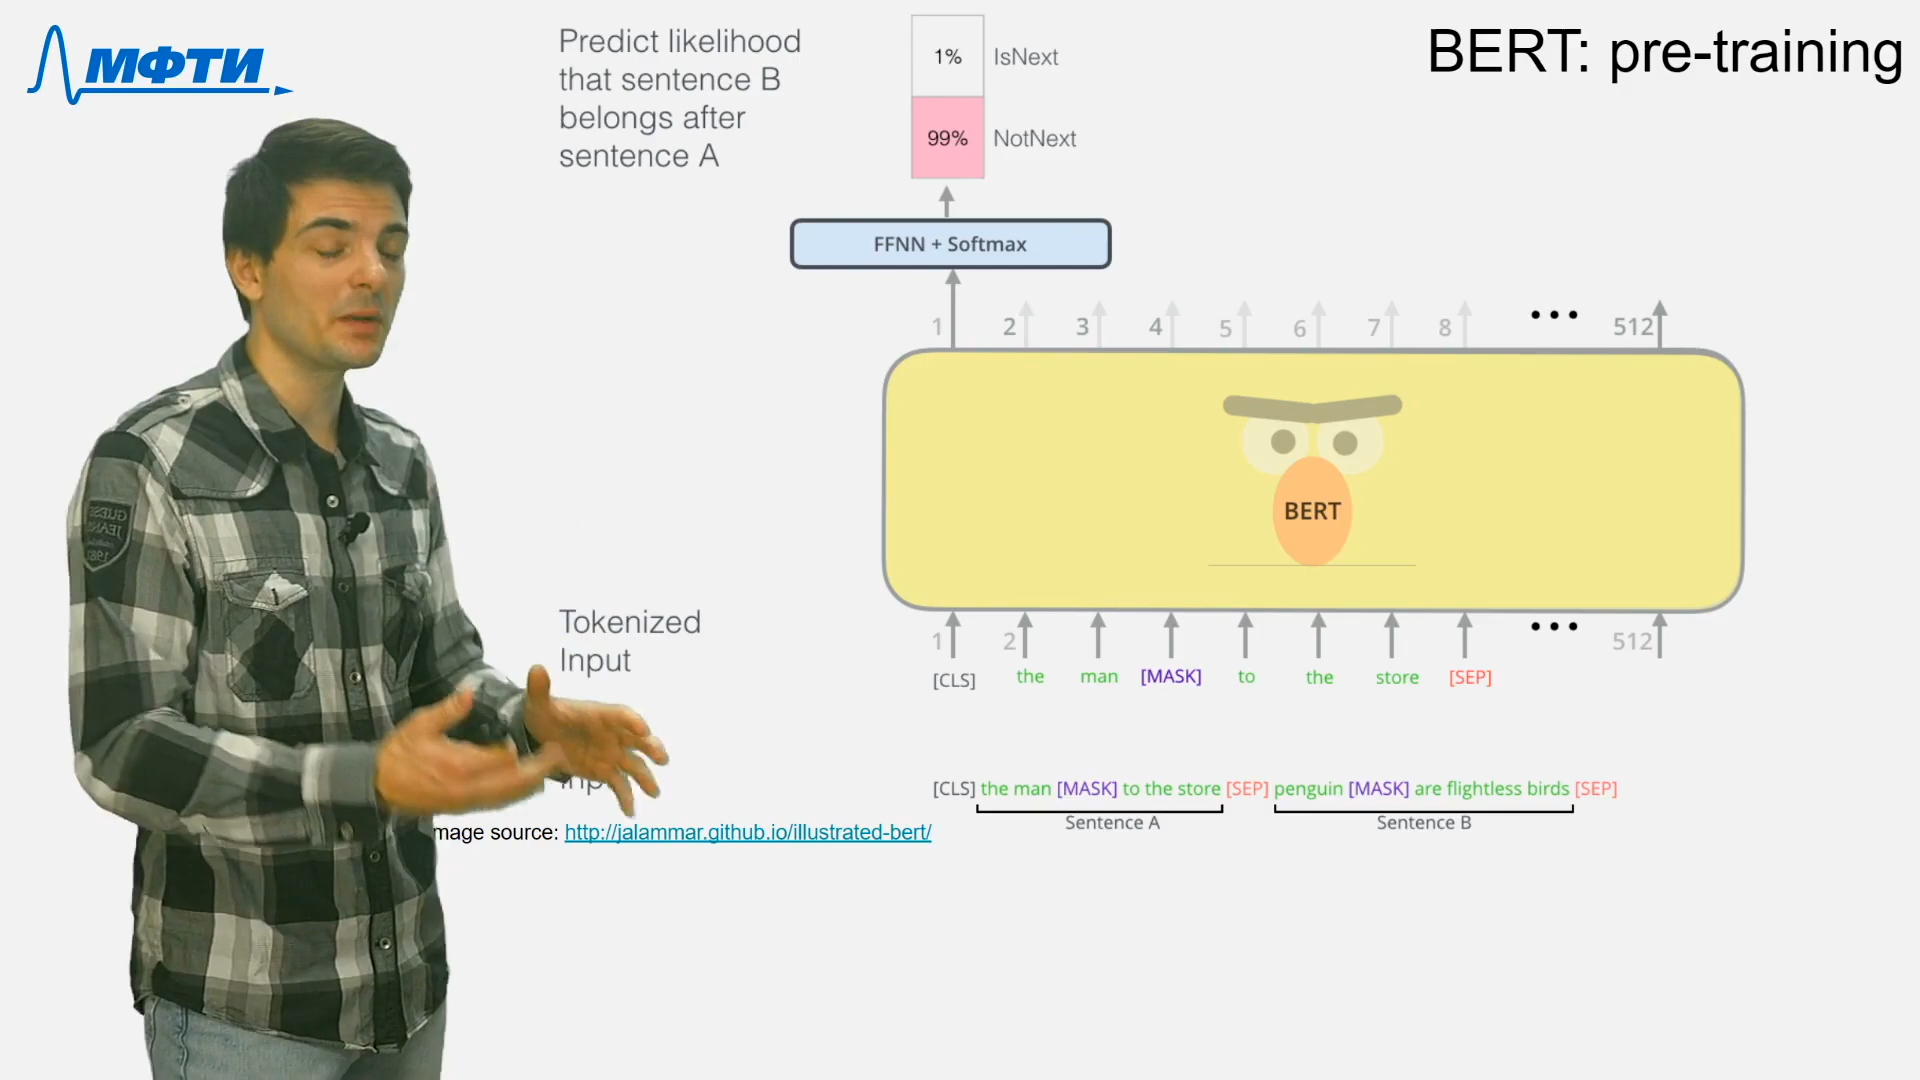 МФТИ
BERT: pre-training
Predict likelihood
that sentence B
belongs after
sentence A
1% IsNext
99% NotNext
FFNN + Softmax
1 2 3 4 5 6 7 8 ••• 512
BERT
Tokenized
Input
1 2 ••• 512
[CLS] the man [MASK] to the store [SEP]
[CLS] the man [MASK] to the store [SEP] penguin [MASK] are flightless birds [SEP]
Sentence A Sentence B
mage source: http://jalammar.github.io/illustrated-bert/